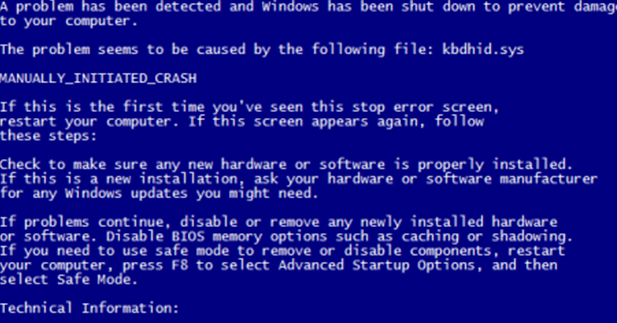 A problem has been detected and Windows has been shut down to prevent damage
to your computer.
The problem seems to be caused by the following file: kbdhid.sys
MANUALLY_INITIATED_CRASH
If this is the first time you've seen this stop error screen,
restart your computer. If this screen appears again, follow
these steps:
Check to make sure any new hardware or software is properly installed.
If this is a new installation, ask your hardware or software manufacturer
for any Windows updates you might need.
If problems continue, disable or remove any newly installed hardware
or software. Disable BIOS memory options such as caching or shadowing.
If you need to use safe mode to remove or disable components, restart
your computer, press F8 to select Advanced Startup Options, and then
select Safe Mode.
Technical Information: